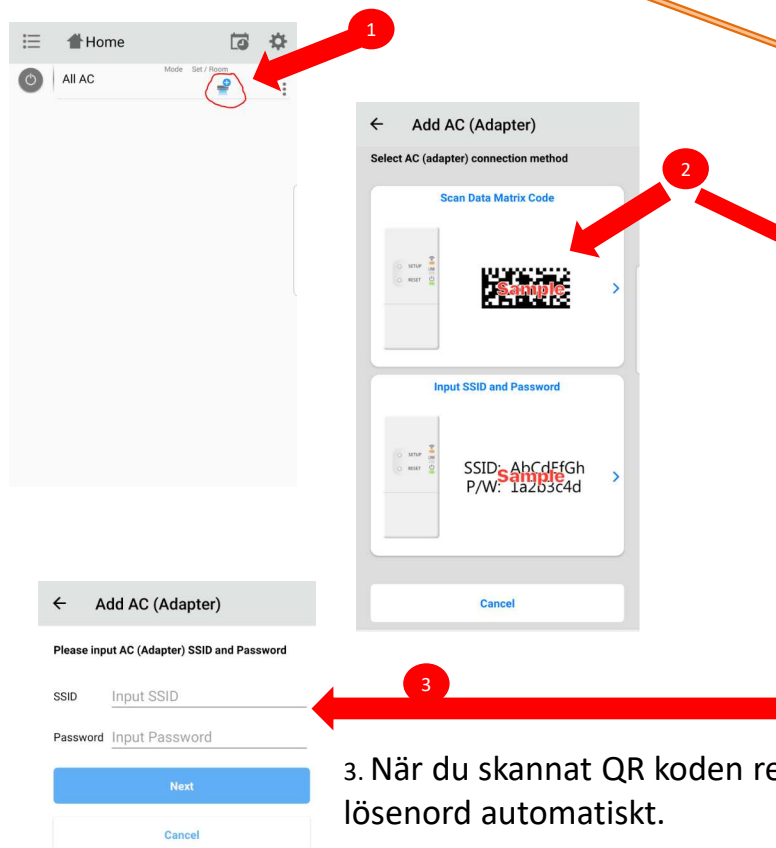 1
Home
Mode Set / Room
All AC
2
Add AC (Adapter)
Select AC (adapter) connection method
Scan Data Matrix Code
SETUP
RESET
Sample
Input SSID and Password
SETUP
RESET
SSID: AbCdEfGh
P/W: 1a2b3c4d
Sample
Cancel
3
Add AC (Adapter)
Please input AC (Adapter) SSID and Password
SSID Input SSID
Password Input Password
Next
Cancel
3. När du skannat QR koden re
lösenord automatiskt.